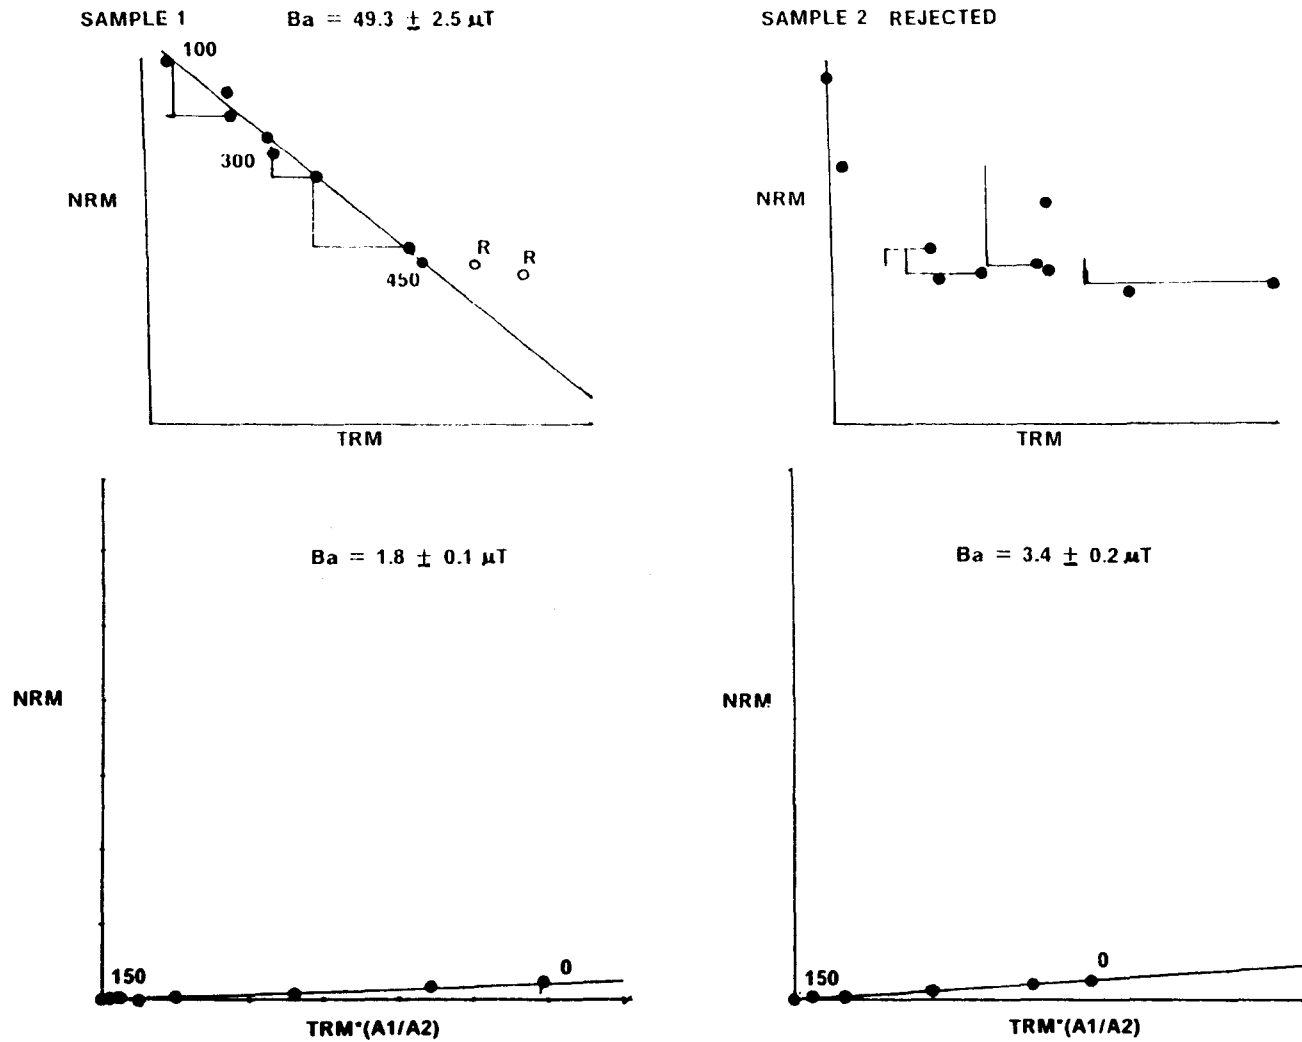 SAMPLE 1 Ba = 49.3 ± 2.5 μT
100
300
NRM
R R
450
TRM
SAMPLE 2 REJECTED
NRM
TRM
Ba = 1.8 ± 0.1 μT
NRM
150
0
TRM*(A1/A2)
Ba = 3.4 ± 0.2 μT
NRM
150
0
TRM*(A1/A2)